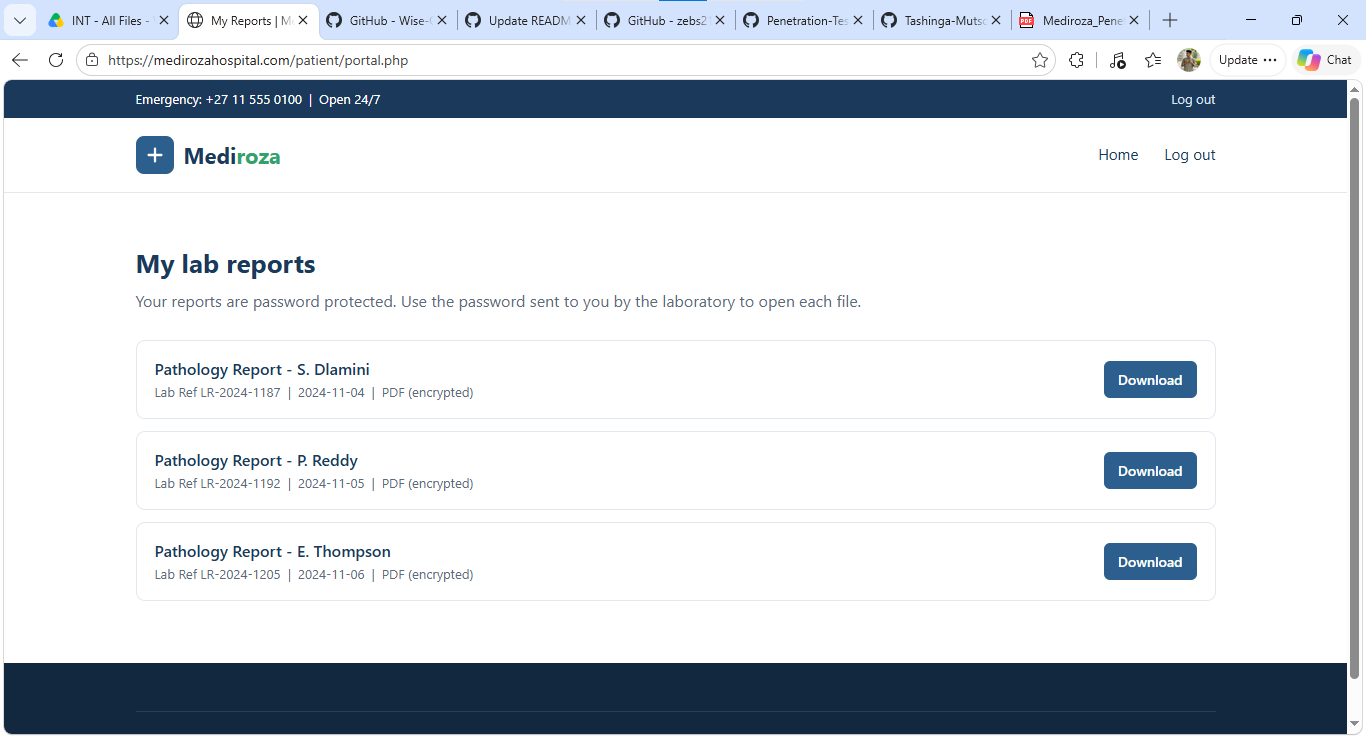 INT - All Files -
My Reports | M
GitHub - Wise-
Update READM
GitHub - zebs2
Penetration-Tes
Tashinga-Mutso
Mediroza_Pene
https://medirozahospital.com/patient/portal.php
Update
Chat
Emergency: +27 11 555 0100 | Open 24/7
Log out
Mediroza
Home
Log out
My lab reports
Your reports are password protected. Use the password sent to you by the laboratory to open each file.
Pathology Report - S. Dlamini
Lab Ref LR-2024-1187 | 2024-11-04 | PDF (encrypted)
Download
Pathology Report - P. Reddy
Lab Ref LR-2024-1192 | 2024-11-05 | PDF (encrypted)
Download
Pathology Report - E. Thompson
Lab Ref LR-2024-1205 | 2024-11-06 | PDF (encrypted)
Download